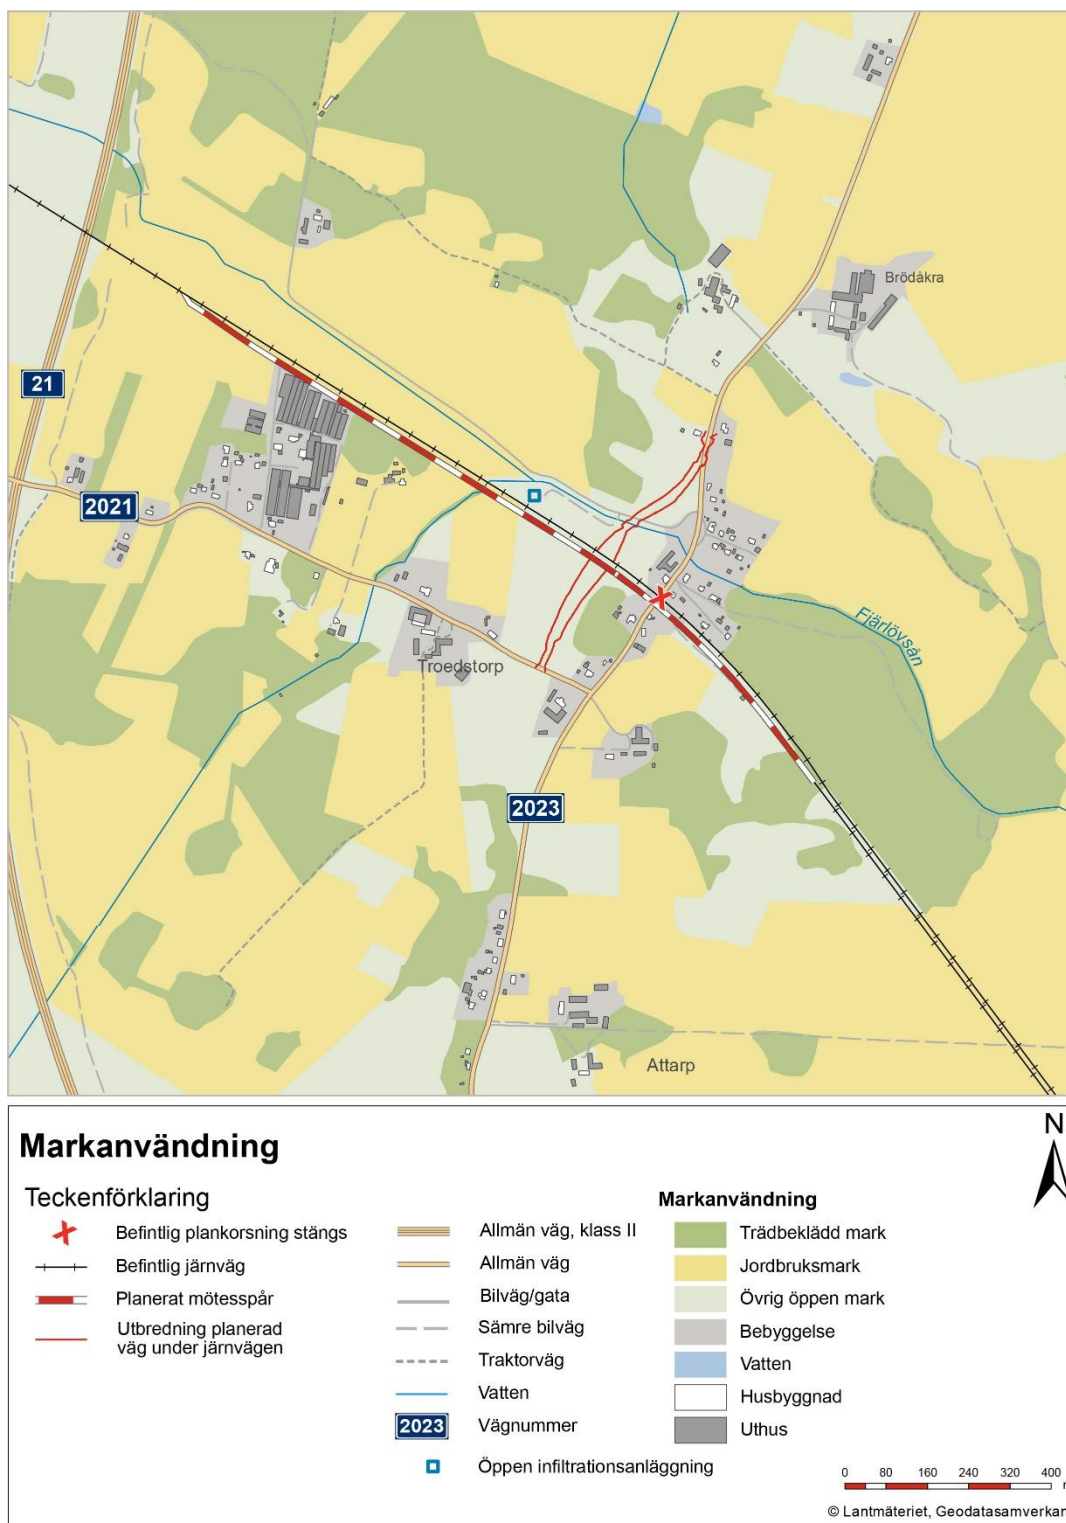 Brödåkra
21
2021
Fjärlövsån
Troedstorp
2023
Attarp
Markanvändning
N
Teckenförklaring
Befintlig plankorsning stängs
Befintlig järnväg
Planerat mötesspår
Utbredning planerad
väg under järnvägen
Allmän väg, klass II
Allmän väg
Bilväg/gata
Sämre bilväg
Traktorväg
Vatten
2023 Vägnummer
Öppen infiltrationsanläggning
Markanvändning
Trädbeklädd mark
Jordbruksmark
Övrig öppen mark
Bebyggelse
Vatten
Husbyggnad
Uthus
0 80 160 240 320 400
© Lantmäteriet, Geodatasamverkan